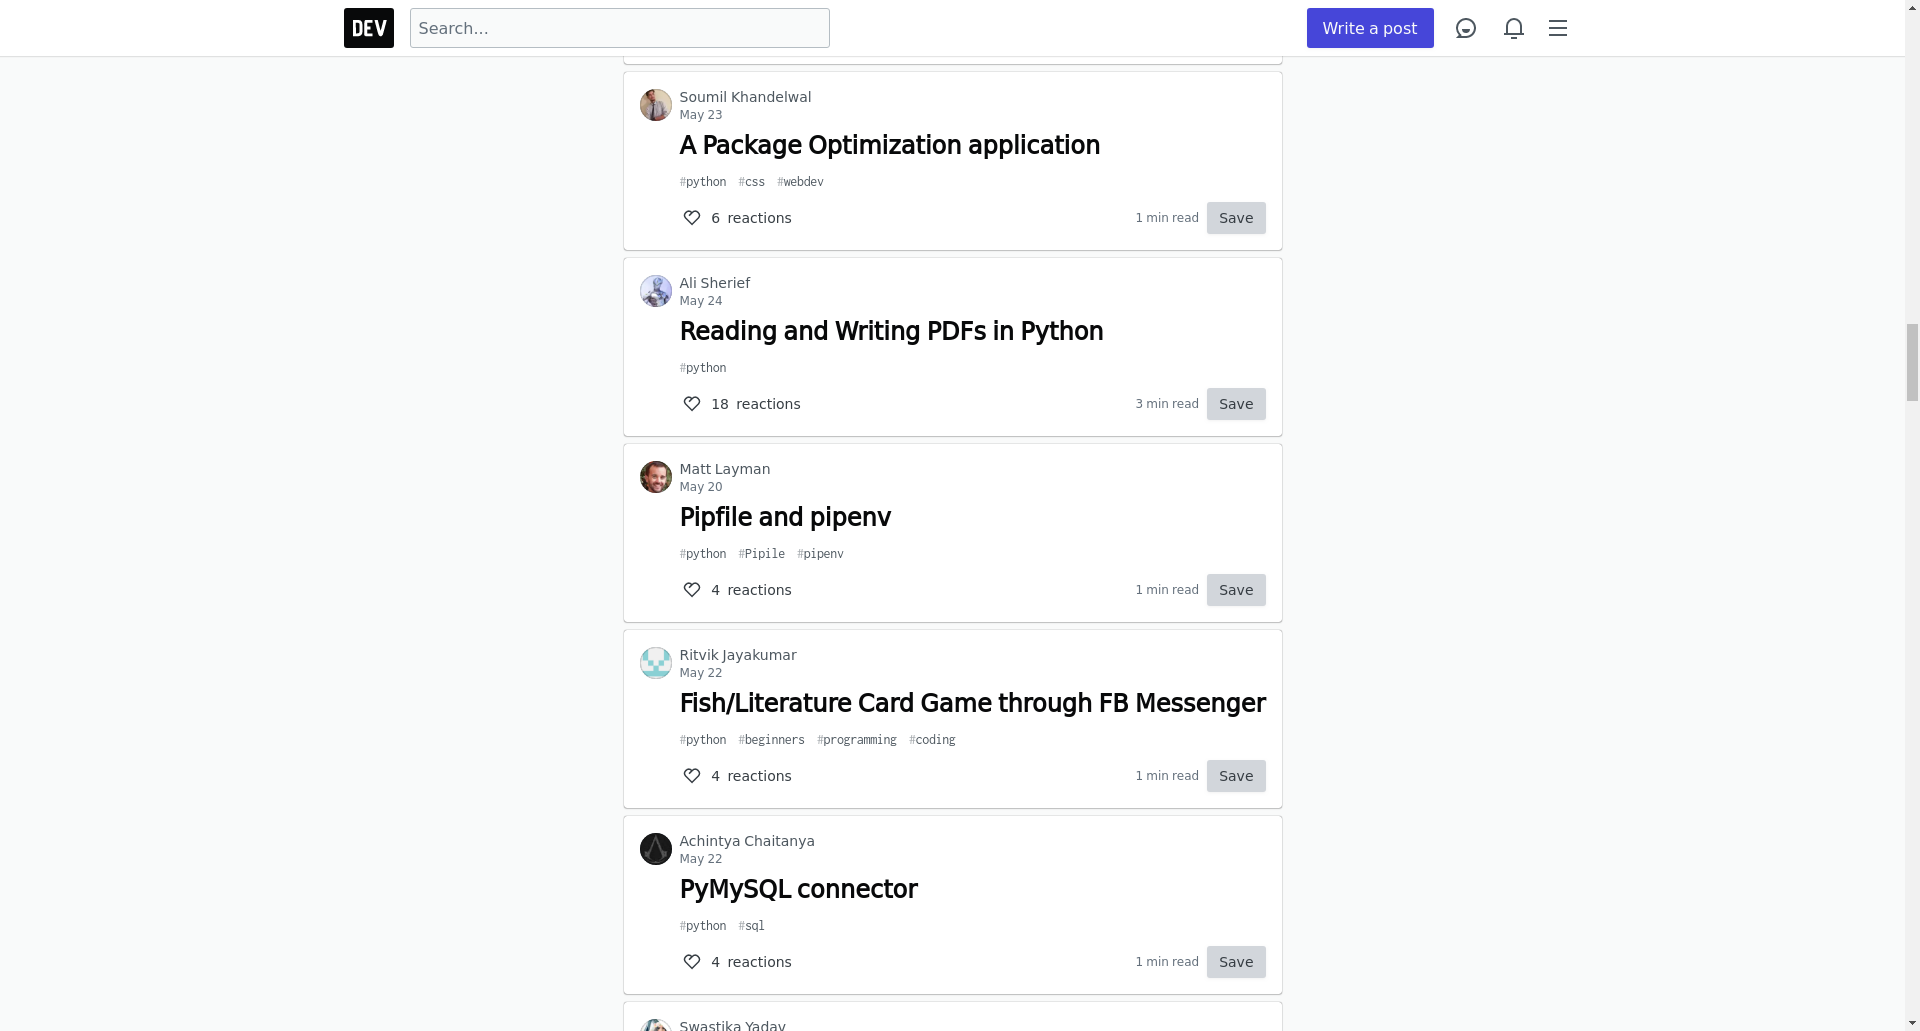 DEV
Search...
Write a post
Soumil Khandelwal
May 23
A Package Optimization application
#python #css #webdev
6 reactions
1 min read
Save
Ali Sherief
May 24
Reading and Writing PDFs in Python
#python
18 reactions
3 min read
Save
Matt Layman
May 20
Pipfile and pipenv
#python #Pipile #pipenv
4 reactions
1 min read
Save
Ritvik Jayakumar
May 22
Fish/Literature Card Game through FB Messenger
#python #beginners #programming #coding
4 reactions
1 min read
Save
Achintya Chaitanya
May 22
PyMySQL connector
#python #sql
4 reactions
1 min read
Save
Swastika Yadav